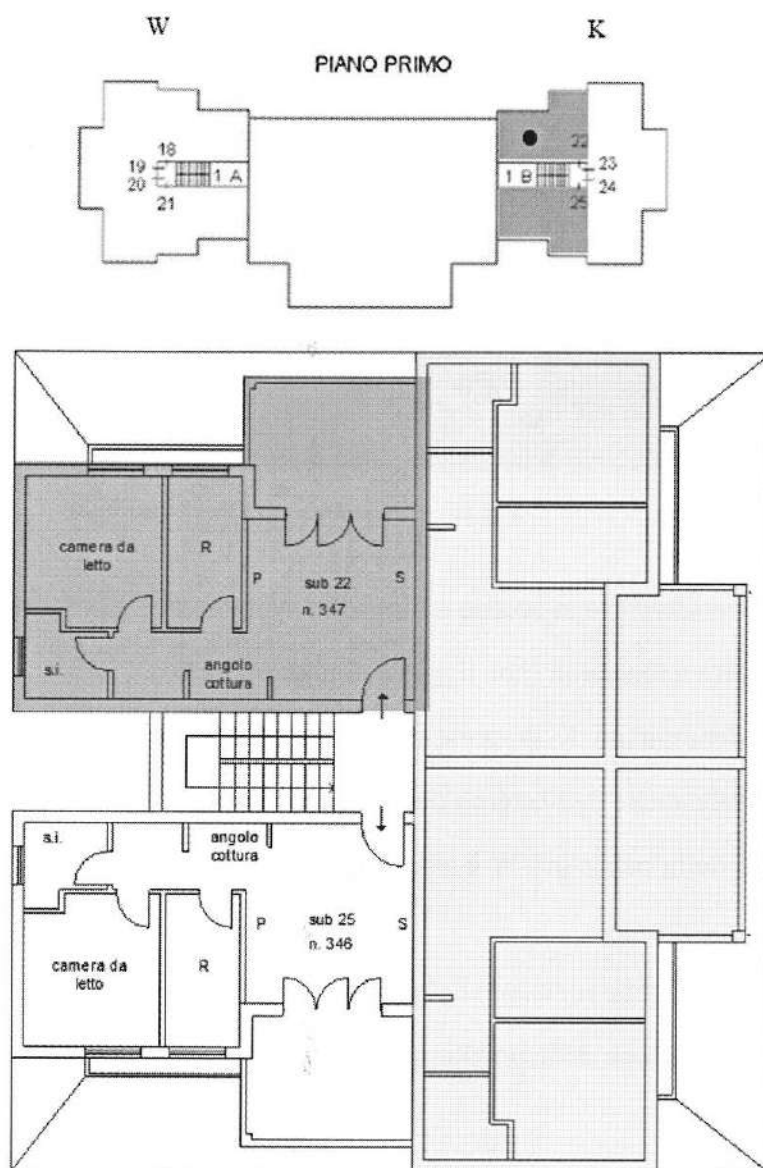 W
K
PIANO PRIMO
18
19
20
21
1 A
1 B
22
23
24
25
camera da
letto
R
P
sub 22
n. 347
S
s.i.
angolo
cottura
s.i.
angolo
cottura
P
sub 25
n. 346
S
camera da
letto
R